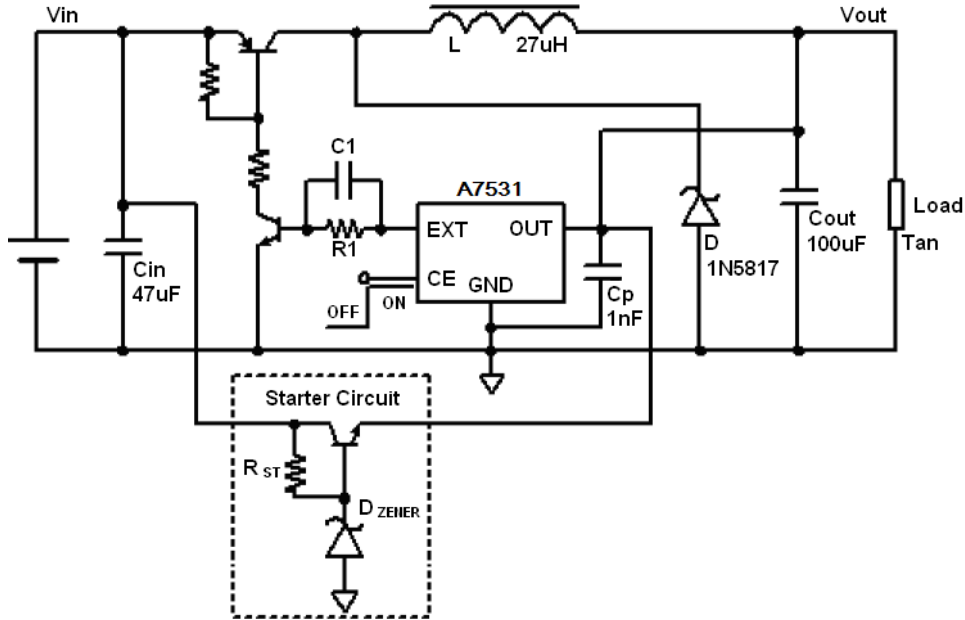 Vin
Vout
L
27uH
C1
A7531
EXT
OUT
R1
CE
GND
OFF
ON
Cin
47uF
Cp
1nF
D
1N5817
Cout
100uF
Load
Tan
Starter Circuit
R ST
D ZENER